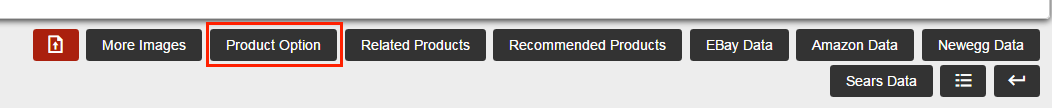 More Images Product Option Related Products Recommended Products EBay Data Amazon Data Newegg Data
Sears Data